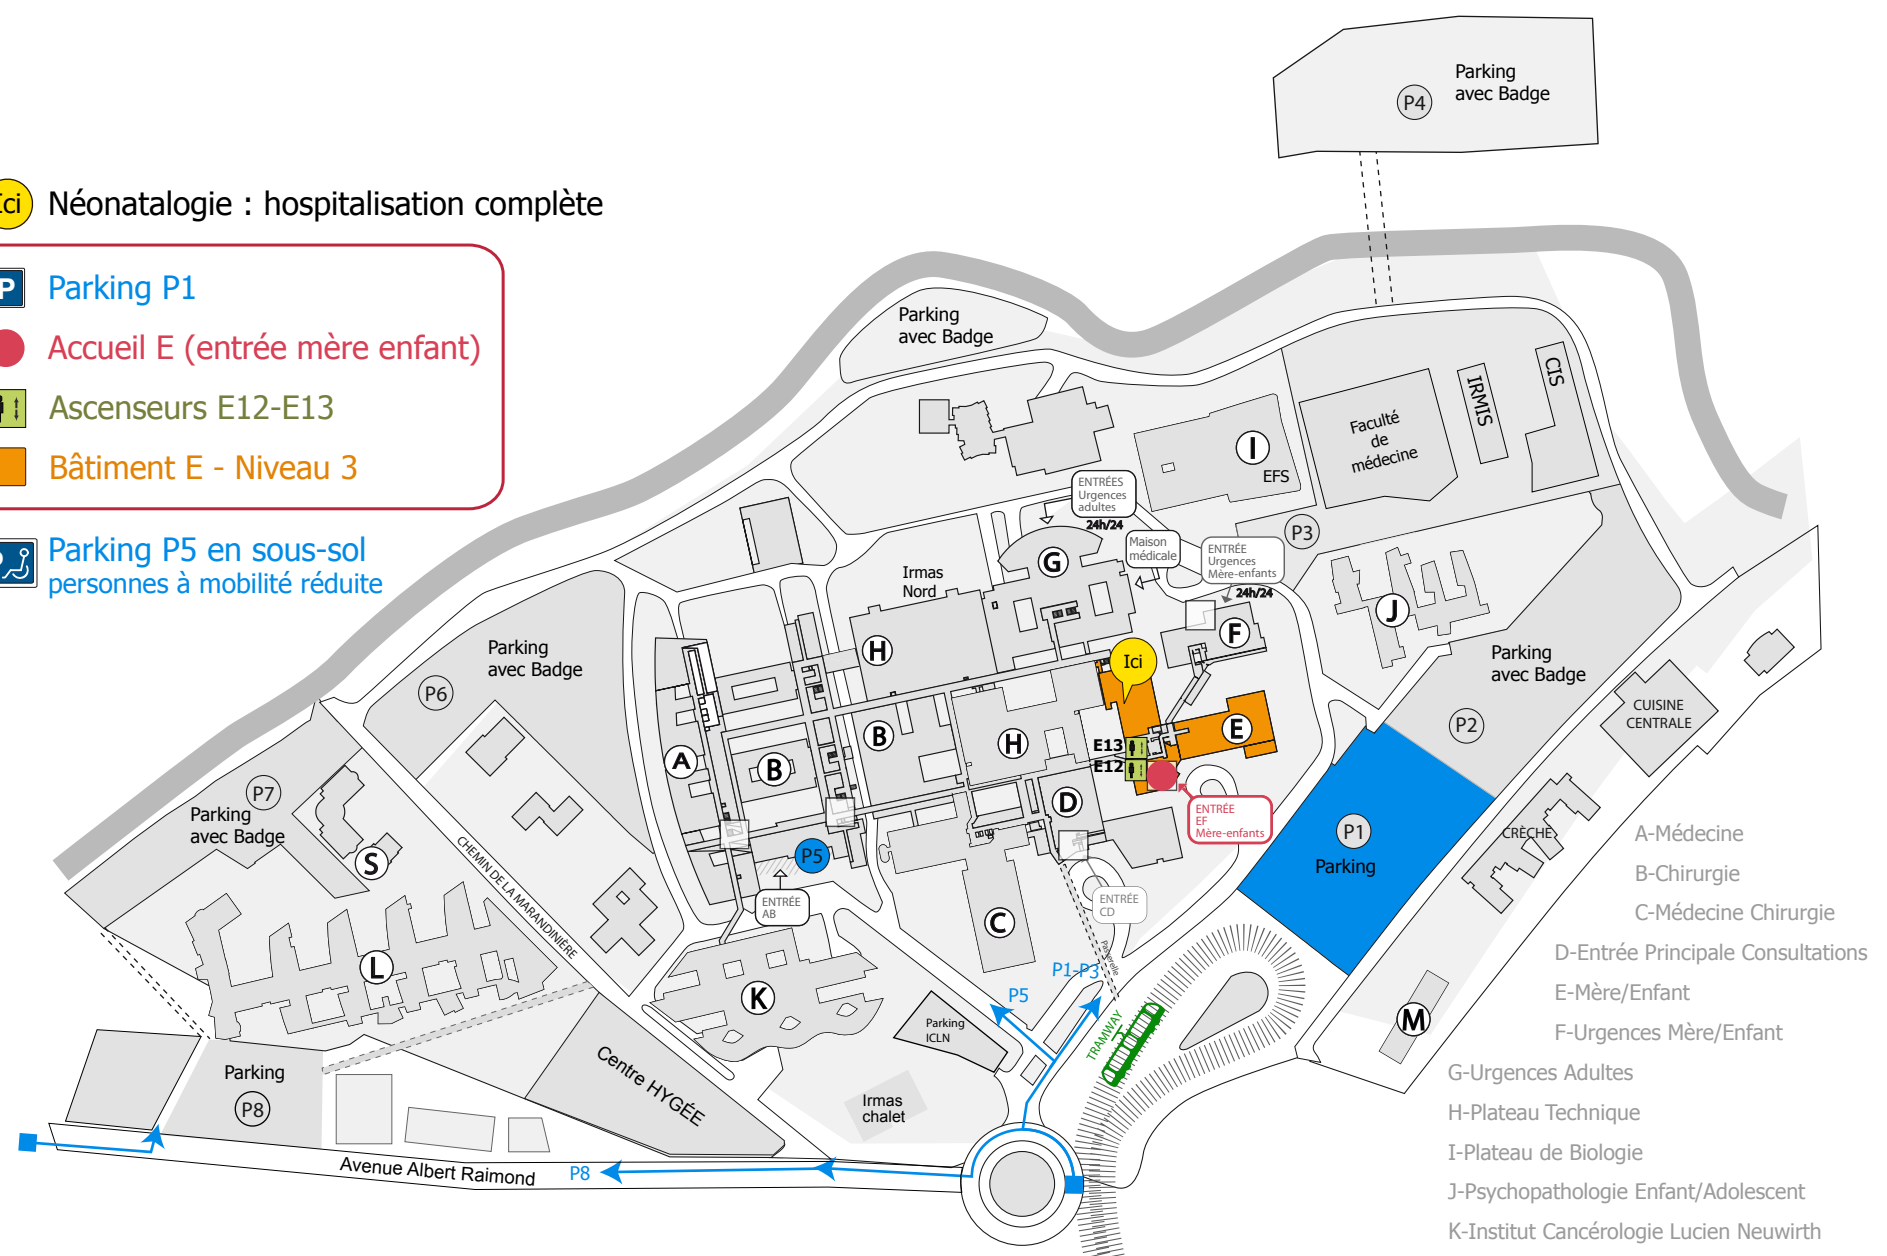 Parking
avec Badge
P4
Ici
Néonatalogie : hospitalisation complète
P
Parking P1
Accueil E (entrée mère enfant)
Ascenseurs E12-E13
Bâtiment E - Niveau 3
Parking P5 en sous-sol
personnes à mobilité réduite
Parking
avec Badge
IRMIS
CIS
Faculté
de
médecine
I
EFS
ENTRÉES
Urgences
adultes
24h/24
P3
Maison
médicale
ENTRÉE
Urgences
Mère-enfants
24h/24
G
Irmas
Nord
J
F
H
Ici
Parking
avec Badge
P6
Parking
avec Badge
P2
CUISINE
CENTRALE
E
B
H
A
B
E13
E12
P7
Parking
avec Badge
D
ENTRÉE
EF
Mère-enfants
P1
Parking
CRÈCHE
P5
S
CHEMIN DE LA MARANDINIÈRE
ENTRÉE
AB
ENTRÉE
CD
C
Passerelle
L
P1-P3
P5
K
Parking
ICLN
TRAMWAY
M
Centre HYGÉE
Parking
P8
Irmas
chalet
Avenue Albert Raimond
P8
A-Médecine
B-Chirurgie
C-Médecine Chirurgie
D-Entrée Principale Consultations
E-Mère/Enfant
F-Urgences Mère/Enfant
G-Urgences Adultes
H-Plateau Technique
I-Plateau de Biologie
J-Psychopathologie Enfant/Adolescent
K-Institut Cancérologie Lucien Neuwirth